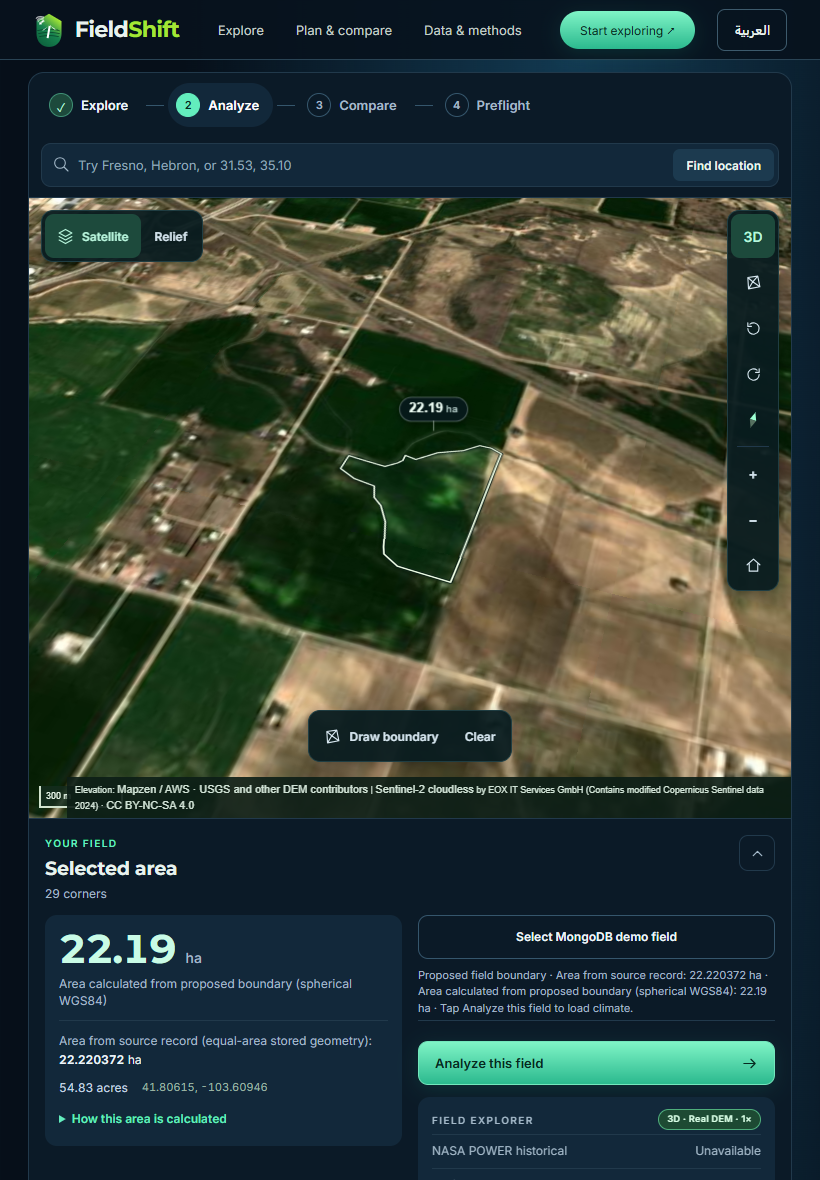 FieldShift
Explore
Plan & compare
Data & methods
Start exploring ↗
العربية
✓ Explore
2 Analyze
3 Compare
4 Preflight
Try Fresno, Hebron, or 31.53, 35.10
Find location
Satellite
Relief
3D
22.19 ha
+
−
Draw boundary
Clear
300 m
Elevation: Mapzen / AWS · USGS and other DEM contributors | Sentinel-2 cloudless by EOX IT Services GmbH (Contains modified Copernicus Sentinel data
2024) · CC BY-NC-SA 4.0
YOUR FIELD
Selected area
29 corners
22.19 ha
Area calculated from proposed boundary (spherical
WGS84)
Area from source record (equal-area stored geometry):
22.220372 ha
54.83 acres 41.80615, -103.60946
▶ How this area is calculated
Select MongoDB demo field
Proposed field boundary · Area from source record: 22.220372 ha ·
Area calculated from proposed boundary (spherical WGS84): 22.19
ha · Tap Analyze this field to load climate.
Analyze this field →
FIELD EXPLORER
3D · Real DEM · 1×
NASA POWER historical
Unavailable